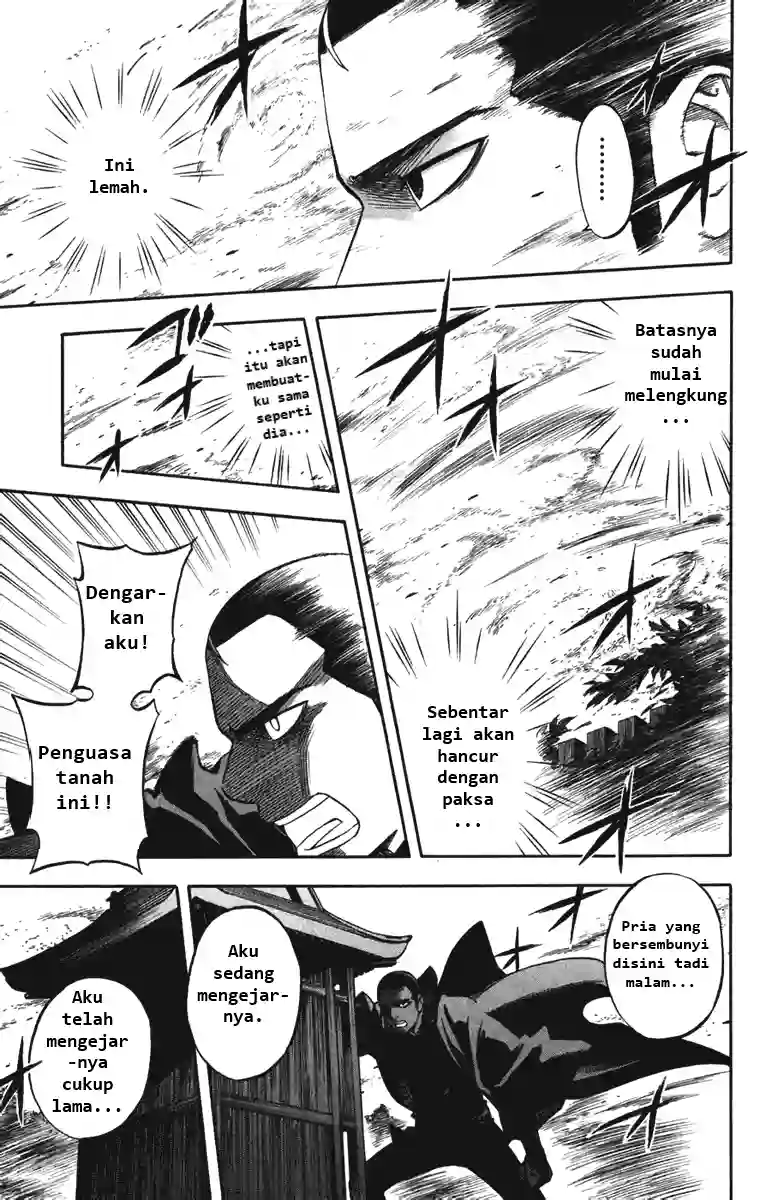 ........
Ini
lemah.
Batasnya
sudah
mulai
melengkung
...
Sebentar
lagi akan
hancur
dengan
paksa
...
...tapi
itu akan
membuat-
ku sama
seperti
dia...
Dengar-
kan
aku!
Penguasa
tanah
ini!!
Pria yang
bersembunyi
disini tadi
malam...
Aku
sedang
mengejar-
nya.
Aku
telah
mengejar
-nya
cukup
lama...